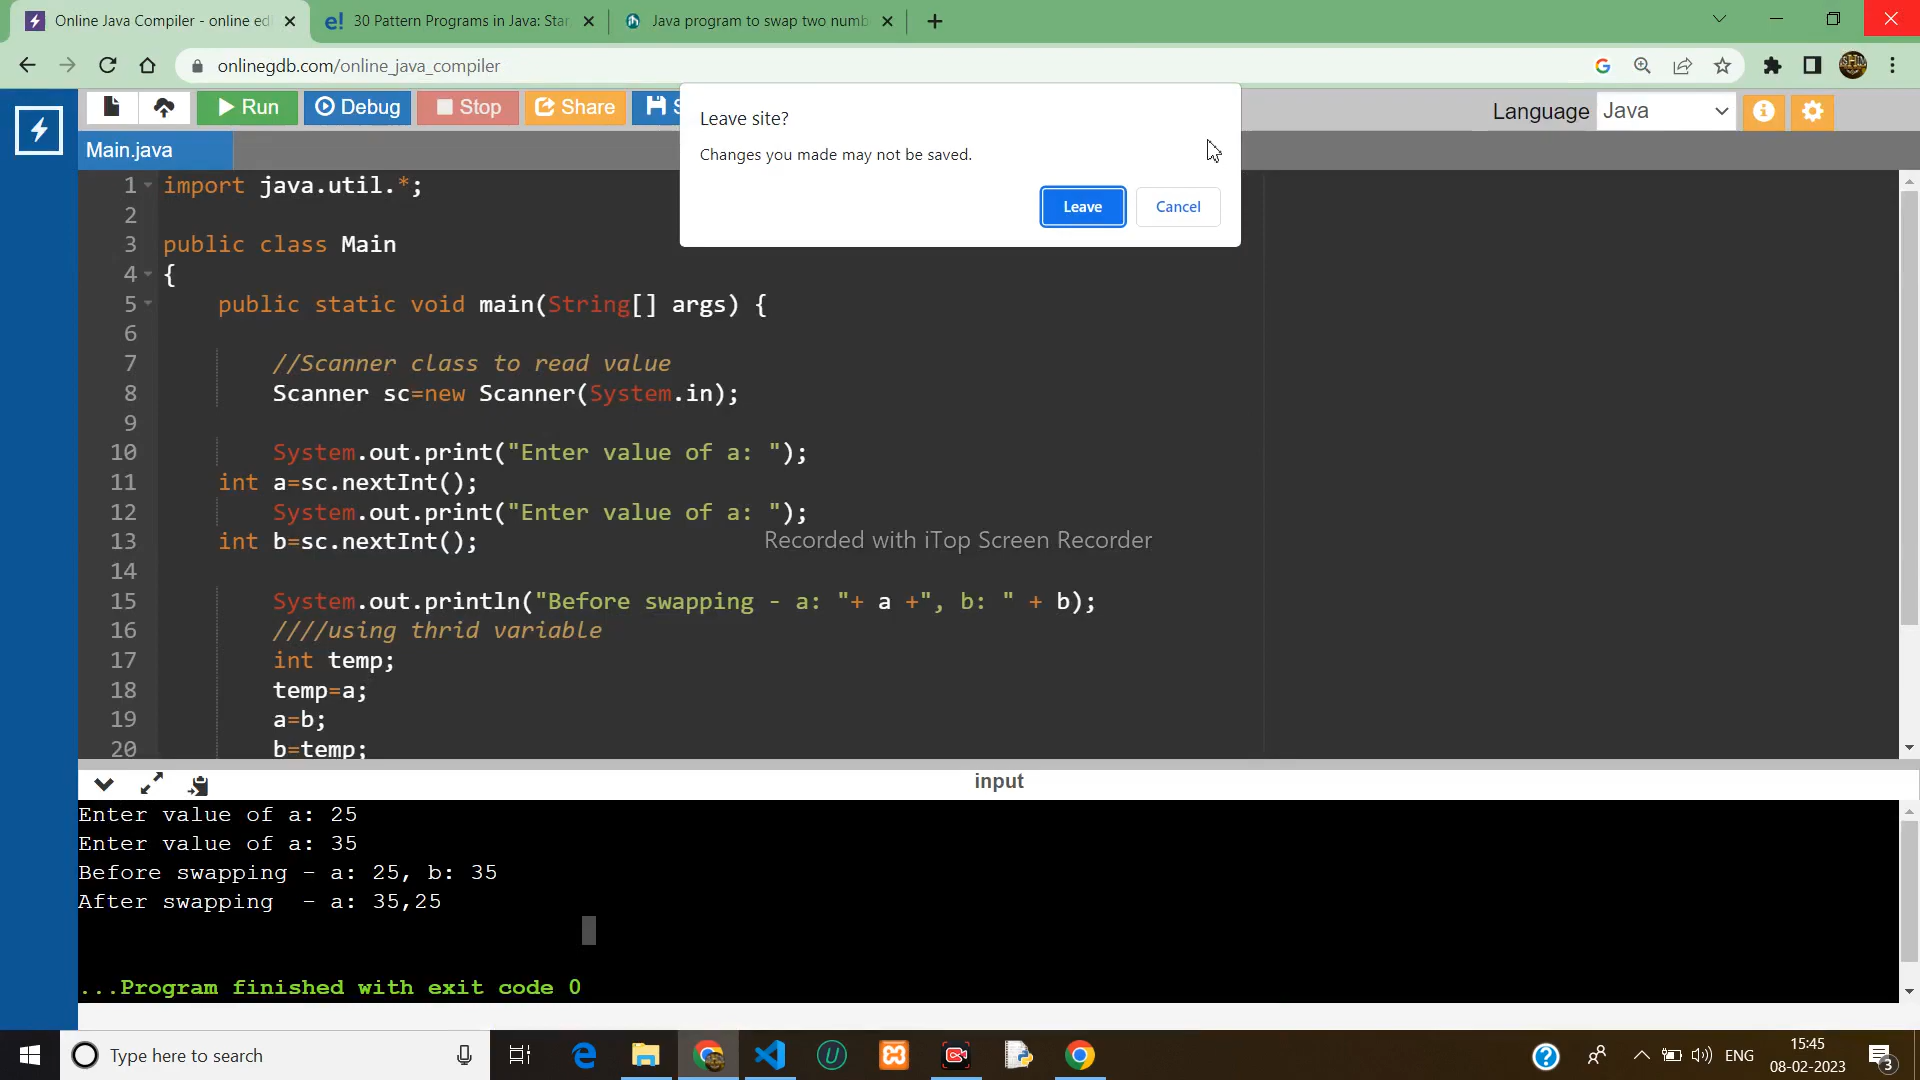 Online Java Compiler - online ed
30 Pattern Programs in Java: Star
Java program to swap two numb
onlinegdb.com/online_java_compiler
Run
Debug
Stop
Share
S
Language
Java
Leave site?
Changes you made may not be saved.
Leave
Cancel
Main.java
1 import java.util.*;
2
3 public class Main
4 {
5 public static void main(String[] args) {
6
7 //Scanner class to read value
8 Scanner sc=new Scanner(System.in);
9
10 System.out.print("Enter value of a: ");
11 int a=sc.nextInt();
12 System.out.print("Enter value of a: ");
13 int b=sc.nextInt();
14
15 System.out.println("Before swapping - a: "+ a +", b: " + b);
16 ////using thrid variable
17 int temp;
18 temp=a;
19 a=b;
20 b=temp;
Recorded with iTop Screen Recorder
input
Enter value of a: 25
Enter value of a: 35
Before swapping - a: 25, b: 35
After swapping  - a: 35,25
...Program finished with exit code 0
Type here to search
ENG
15:45
08-02-2023
3